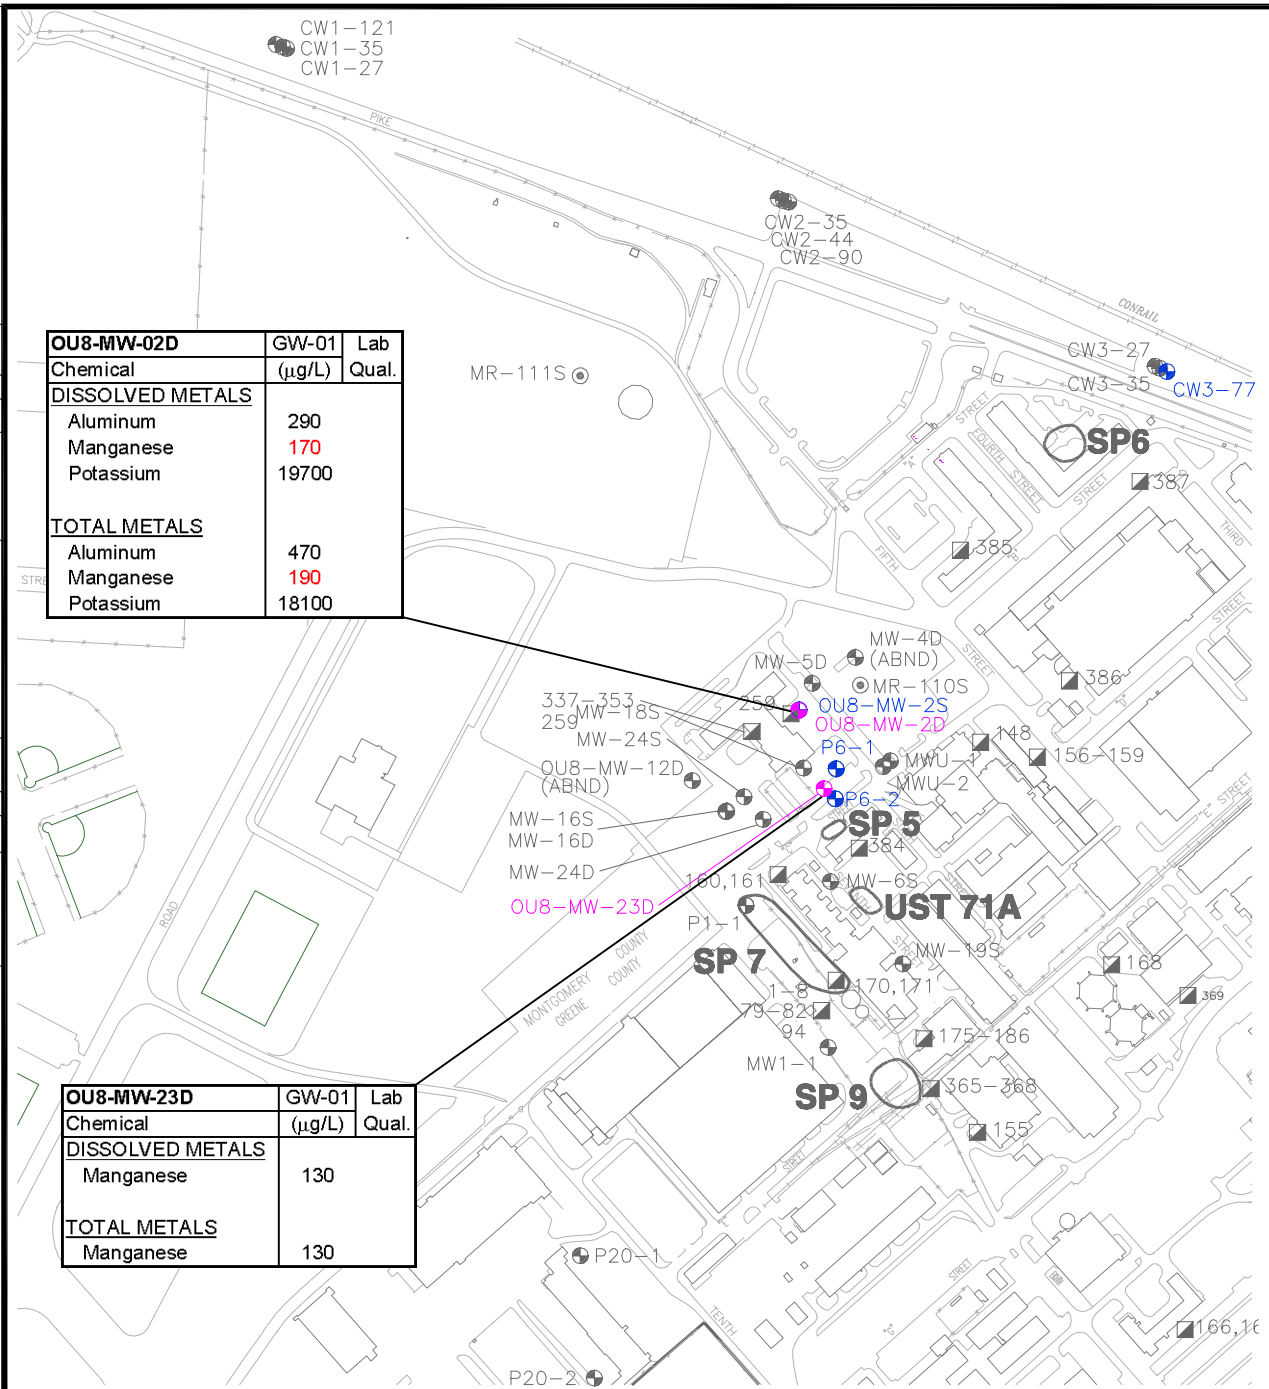 CW1-121
CW1-35
CW1-27
PIKE
CW2-35
CW2-44
CW2-90
CONRAIL
CW3-27
CW3-35
CW3-77
MR-111S
OU8-MW-02D GW-01 Lab
Chemical (µg/L) Qual.
DISSOLVED METALS
Aluminum 290
Manganese 170
Potassium 19700
TOTAL METALS
Aluminum 470
Manganese 190
Potassium 18100
STREET
FOURTH STREET
SP6
STREET
387
"A"
THIRD
385
"B"
FIFTH
STREET
STREET
MW-4D
(ABND)
MW-5D
MR-110S
386
"D"
337-353
259
MW-18S
259
OU8-MW-2S
OU8-MW-2D
MW-24S
P6-1
148
MWU-1
156-159
OU8-MW-12D
(ABND)
MWU-2
P6-2
"E" STREET
MW-16S
MW-16D
SP 5
384
"C"
STREET
MW-24D
160,161
MW-6S
OU8-MW-23D
UST 71A
STREET
P1-1
ROAD
COUNTY
MONTGOMERY
GREENE COUNTY
SP 7
MW-19S
STREET
168
369
170,171
1-8
79-82
94
175-186
MW1-1
SP 9
365-368
155
STREET
OU8-MW-23D GW-01 Lab
Chemical (µg/L) Qual.
DISSOLVED METALS
Manganese 130
TOTAL METALS
Manganese 130
P20-1
STREET
TENTH
"G"
P20-2